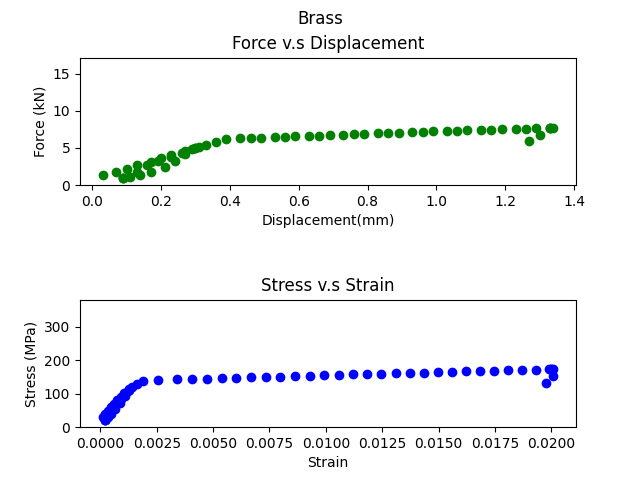 Brass
Force v.s Displacement
15
10
5
0
Force (kN)
0.0 0.2 0.4 0.6 0.8 1.0 1.2 1.4
Displacement(mm)
Stress v.s Strain
300
200
100
0
Stress (MPa)
0.0000 0.0025 0.0050 0.0075 0.0100 0.0125 0.0150 0.0175 0.0200
Strain